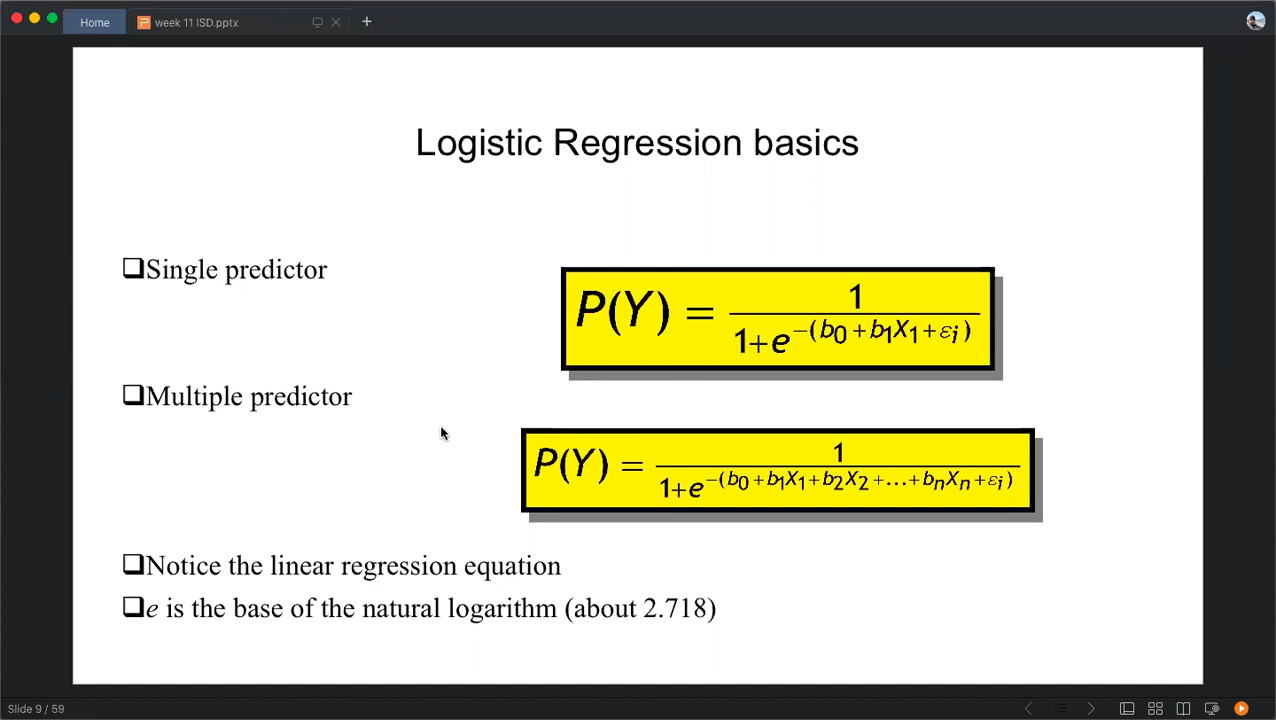 Home
week 11 ISD.pptx
Logistic Regression basics
❑Single predictor
P(Y) = 1 / 1+e^−(b0+b1X1+εi)
❑Multiple predictor
P(Y) = 1 / 1+e^−(b0+b1X1+b2X2+…+bnXn+εi)
❑Notice the linear regression equation
❑e is the base of the natural logarithm (about 2.718)
Slide 9 / 59